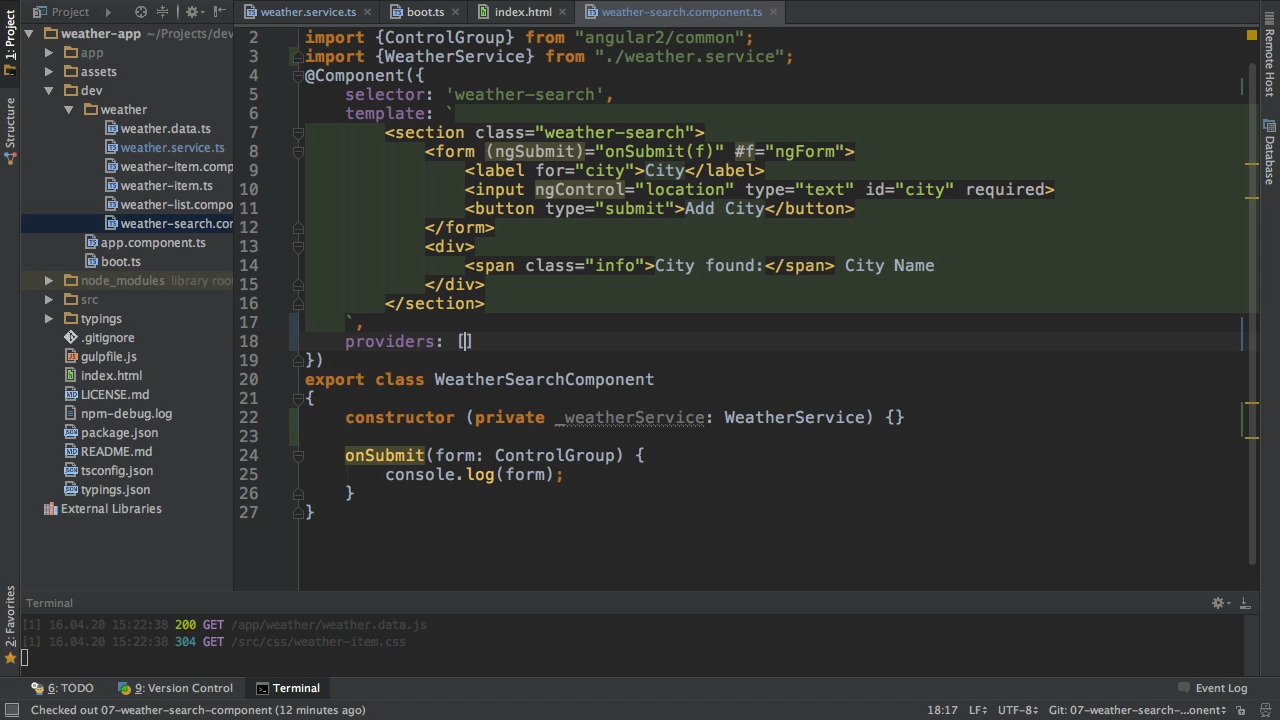 Project
weather.service.ts
boot.ts
index.html
weather-search.component.ts
1: Project
Structure
2: Favorites
weather-app ~/Projects/dev
app
assets
dev
weather
weather.data.ts
weather.service.ts
weather-item.comp
weather-item.ts
weather-list.compo
weather-search.cor
app.component.ts
boot.ts
node_modules library roo
src
typings
.gitignore
gulpfile.js
index.html
LICENSE.md
npm-debug.log
package.json
README.md
tsconfig.json
typings.json
External Libraries
2 import {ControlGroup} from "angular2/common";
3 import {WeatherService} from "./weather.service";
4 @Component({
5 selector: 'weather-search',
6 template: `
7 <section class="weather-search">
8 <form (ngSubmit)="onSubmit(f)" #f="ngForm">
9 <label for="city">City</label>
10 <input ngControl="location" type="text" id="city" required>
11 <button type="submit">Add City</button>
12 </form>
13 <div>
14 <span class="info">City found:</span> City Name
15 </div>
16 </section>
17 `,
18 providers: []
19 })
20 export class WeatherSearchComponent
21 {
22 constructor (private _weatherService: WeatherService) {}
23
24 onSubmit(form: ControlGroup) {
25 console.log(form);
26 }
27 }
Remote Host
Database
Terminal
[1] 16.04.20 15:22:38 200 GET /app/weather/weather.data.js
[1] 16.04.20 15:22:38 304 GET /src/css/weather-item.css
6: TODO
9: Version Control
Terminal
Event Log
Checked out 07-weather-search-component (12 minutes ago)
18:17 LF UTF-8 Git: 07-weather-search-...onent